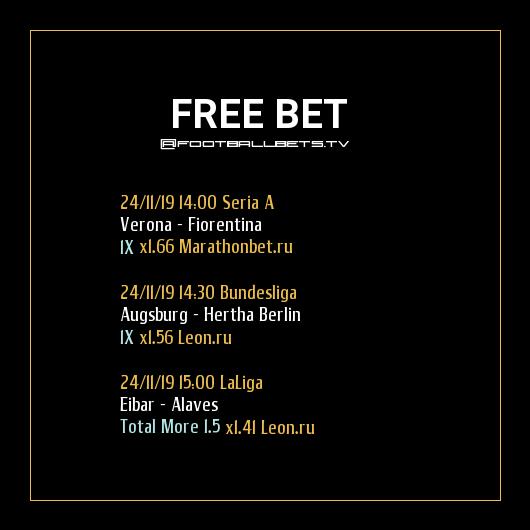 FREE BET
@FOOTBALLBETS.TV
24/11/19 14:00 Seria A
Verona - Fiorentina
1X x1.66 Marathonbet.ru
24/11/19 14:30 Bundesliga
Augsburg - Hertha Berlin
1X x1.56 Leon.ru
24/11/19 15:00 LaLiga
Eibar - Alaves
Total More 1.5 x1.41 Leon.ru